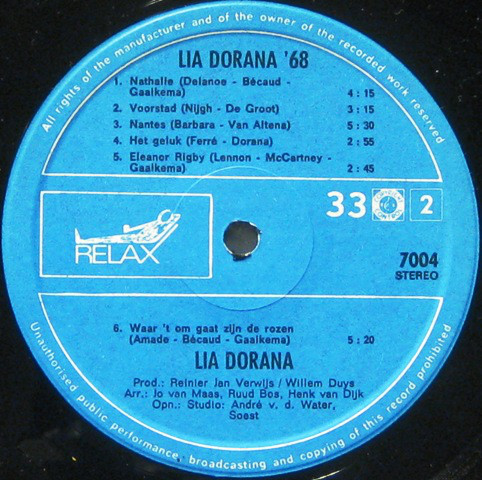 All rights of the manufacturer and of the owner of the recorded work reserved
LIA DORANA '68
1. Nathalie (Delanoe - Bécaud -
Gaalkema) 4 : 15
2. Voorstad (Nijgh - De Groot) 3 : 15
3. Nantes (Barbara - Van Altena) 5 : 30
4. Het geluk (Ferré - Dorana) 2 : 55
5. Eleanor Rigby (Lennon - McCartney -
Gaalkema) 2 : 45
33 2
RELAX
7004
STEREO
6. Waar 't om gaat zijn de rozen
(Amade - Bécaud - Gaalkema) 5 : 20
LIA DORANA
Prod.: Reinier Jan Verwijs / Willem Duys
Arr.: Jo van Maas, Ruud Bos, Henk van Dijk
Opn.: Studio: André v. d. Water,
Soest
Unauthorised public performance, broadcasting and copying of this record prohibited